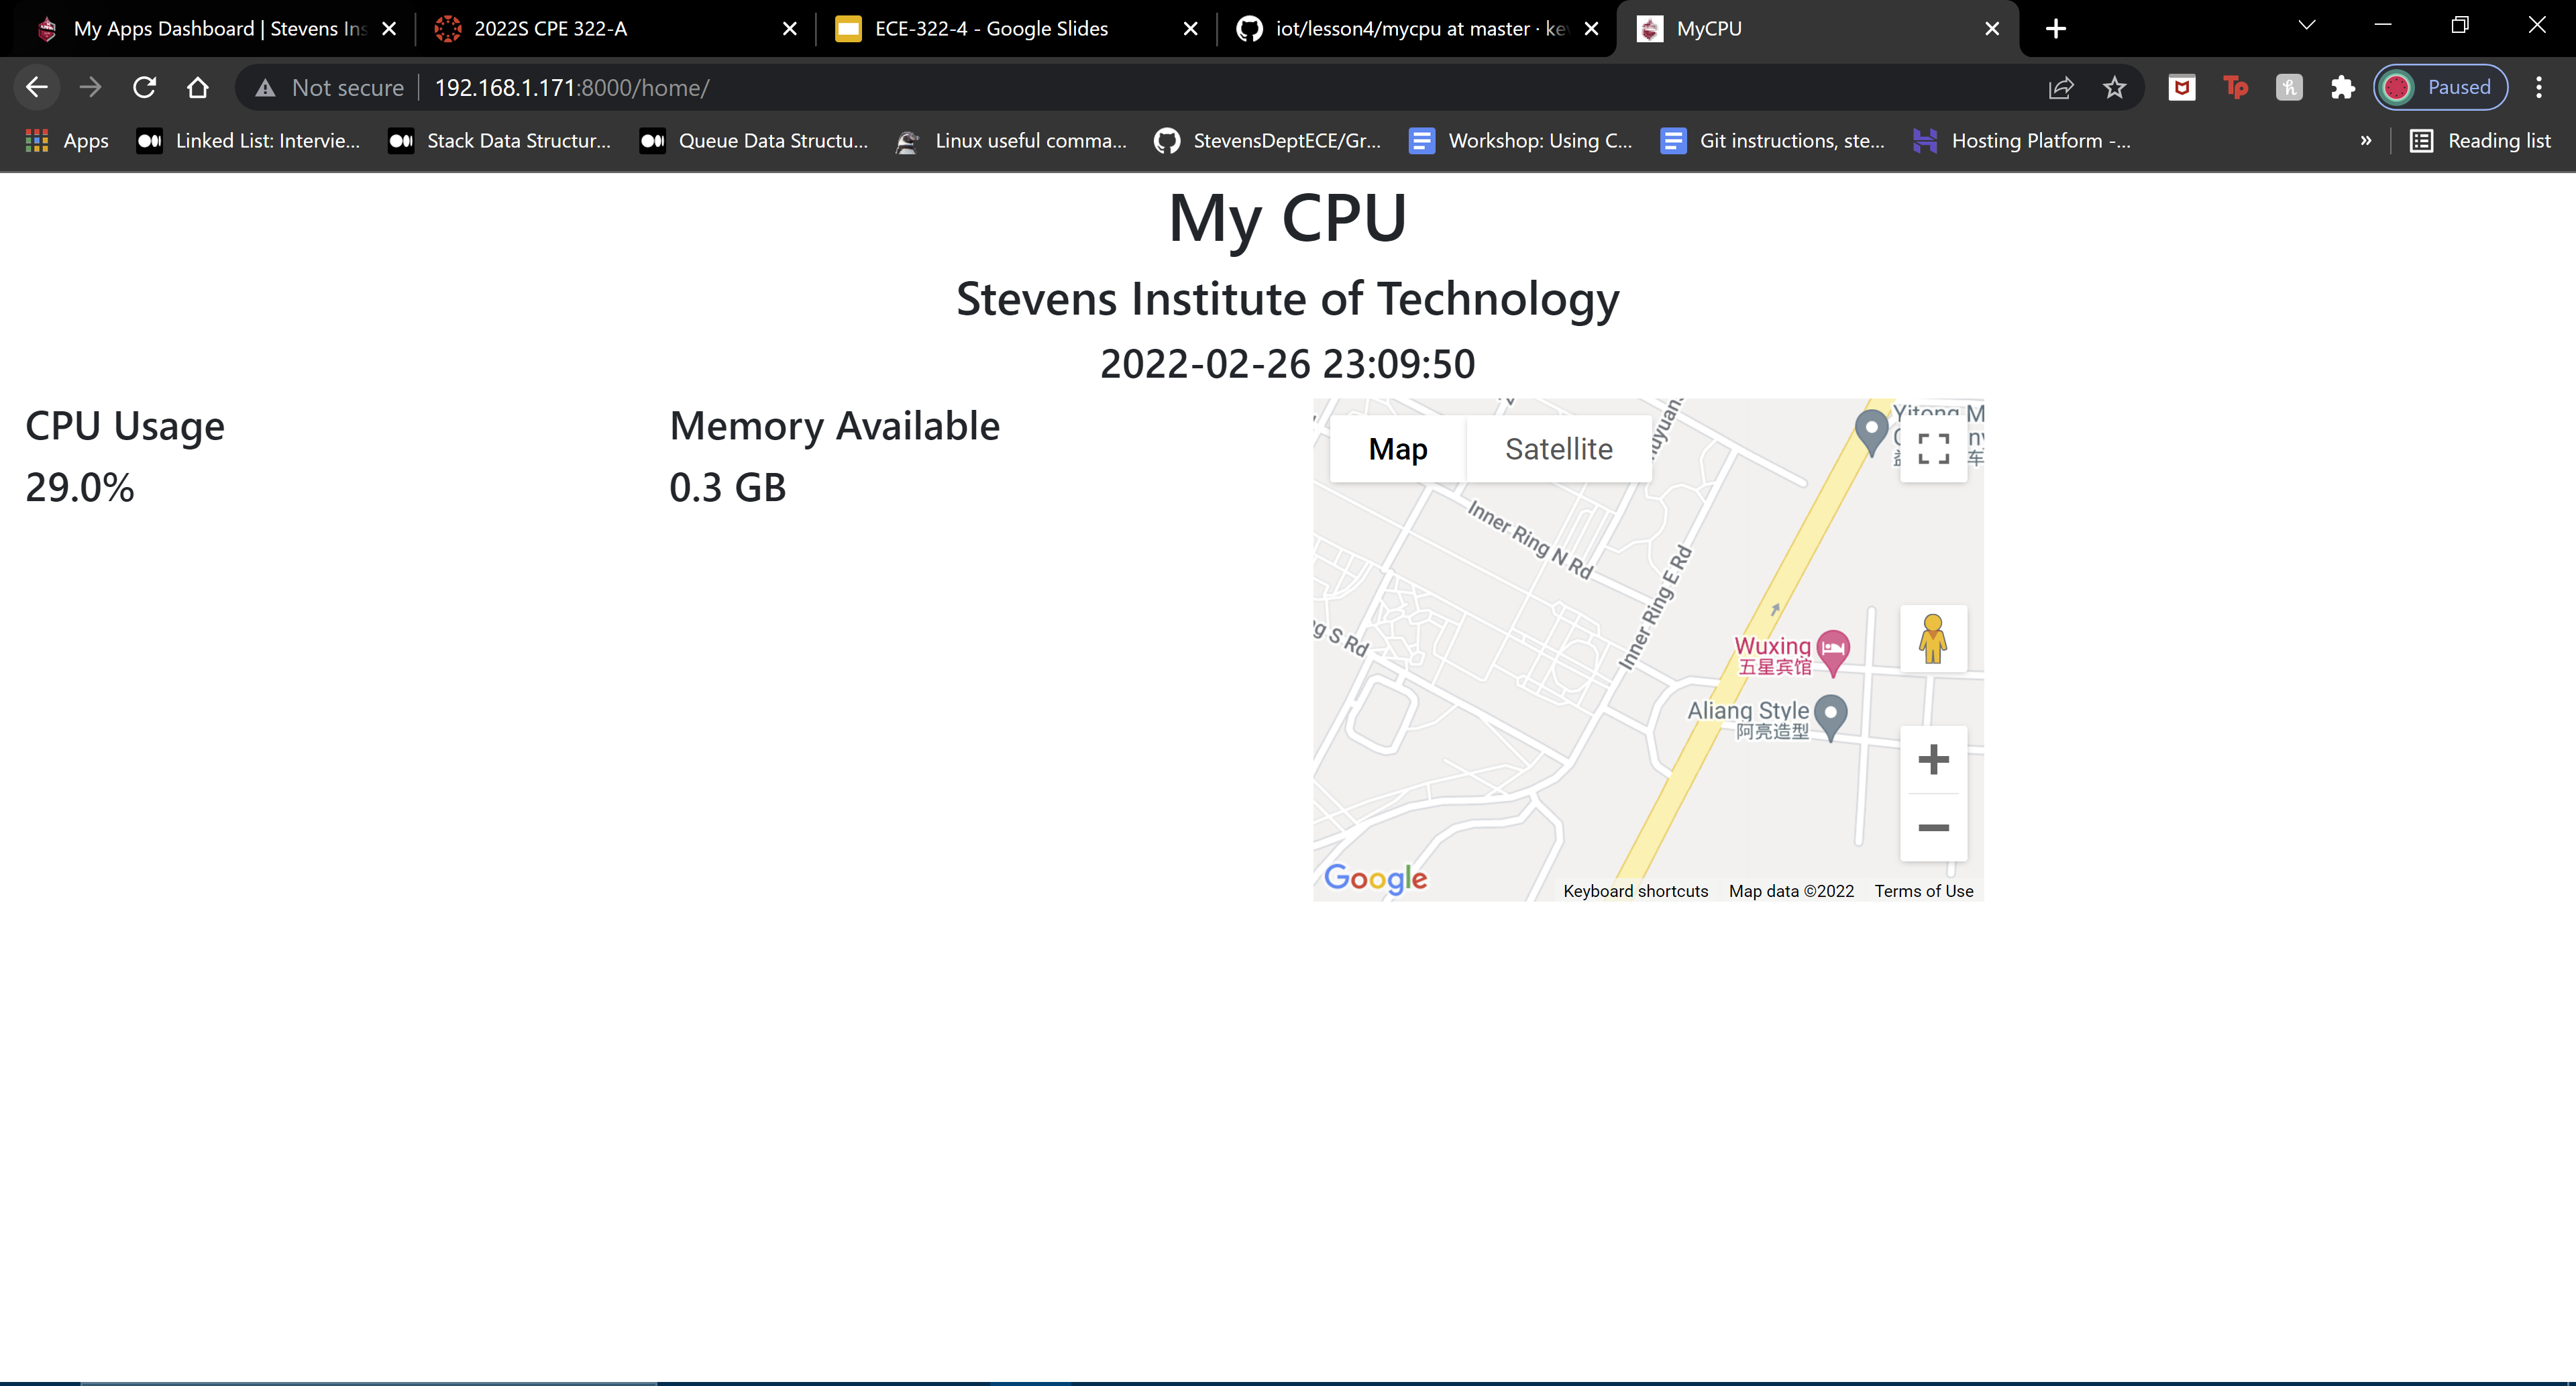 My Apps Dashboard | Stevens Ins
2022S CPE 322-A
ECE-322-4 - Google Slides
iot/lesson4/mycpu at master · ke
MyCPU
Not secure
192.168.1.171:8000/home/
Paused
Apps
Linked List: Intervie...
Stack Data Structur...
Queue Data Structu...
Linux useful comma...
StevensDeptECE/Gr...
Workshop: Using C...
Git instructions, ste...
Hosting Platform -...
»
Reading list
My CPU
Stevens Institute of Technology
2022-02-26 23:09:50
CPU Usage
29.0%
Memory Available
0.3 GB
Map
Satellite
Yitong M
Inner Ring N Rd
Inner Ring E Rd
g S Rd
Wuxing
五星宾馆
Aliang Style
阿亮造型
Google
Keyboard shortcuts
Map data ©2022
Terms of Use